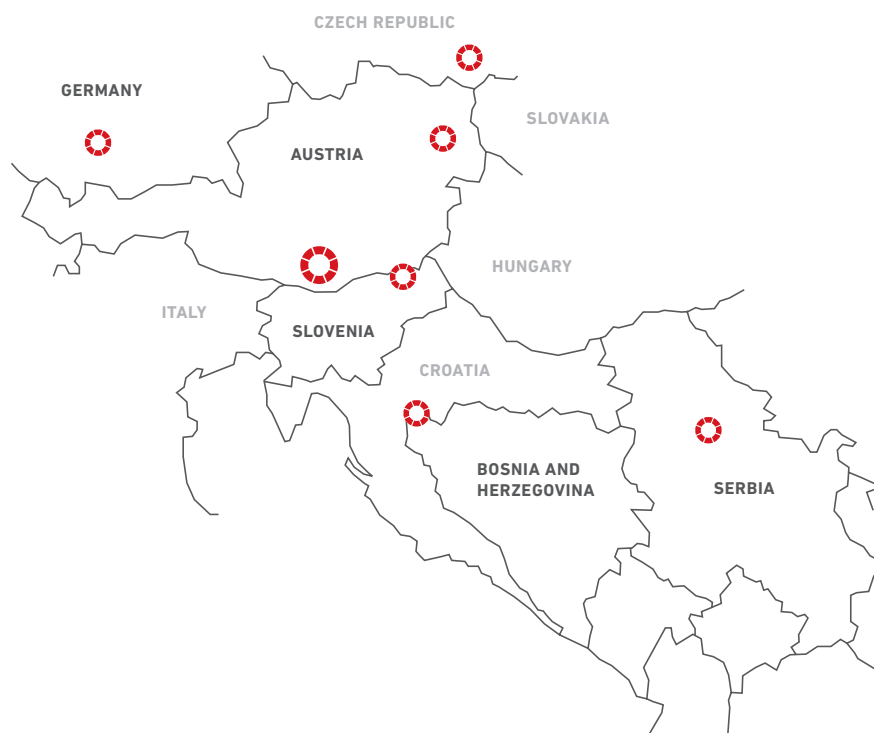 CZECH REPUBLIC
GERMANY
SLOVAKIA
AUSTRIA
HUNGARY
ITALY
SLOVENIA
CROATIA
BOSNIA AND
HERZEGOVINA
SERBIA